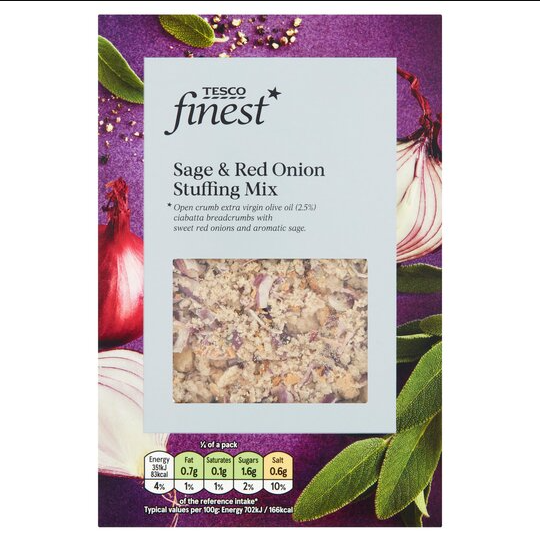 TESCO
finest*
Sage & Red Onion
Stuffing Mix
* Open crumb extra virgin olive oil (2.5%)
ciabatta breadcrumbs with
sweet red onions and aromatic sage.
¼ of a pack
Energy 351kJ 83kcal 4%
Fat 0.7g 1%
Saturates 0.1g 1%
Sugars 1.6g 2%
Salt 0.6g 10%
of the reference intake*
Typical values per 100g: Energy 702kJ / 166kcal